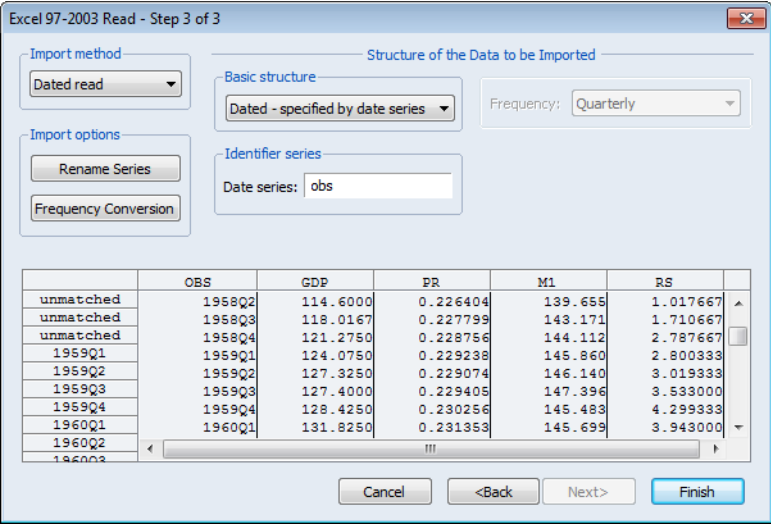 Excel 97-2003 Read - Step 3 of 3
Import method
Dated read
Structure of the Data to be Imported
Basic structure
Dated - specified by date series
Frequency: Quarterly
Import options
Rename Series
Frequency Conversion
Identifier series
Date series: obs
OBS GDP PR M1 RS
unmatched 1958Q2 114.6000 0.226404 139.655 1.017667
unmatched 1958Q3 118.0167 0.227799 143.171 1.710667
unmatched 1958Q4 121.2750 0.228756 144.112 2.787667
1959Q1 1959Q1 124.0750 0.229238 145.860 2.800333
1959Q2 1959Q2 127.3250 0.229074 146.140 3.019333
1959Q3 1959Q3 127.4000 0.229405 147.396 3.533000
1959Q4 1959Q4 128.4250 0.230256 145.483 4.299333
1960Q1 1960Q1 131.8250 0.231353 145.699 3.943000
1960Q2
1960Q3
Cancel <Back Next> Finish